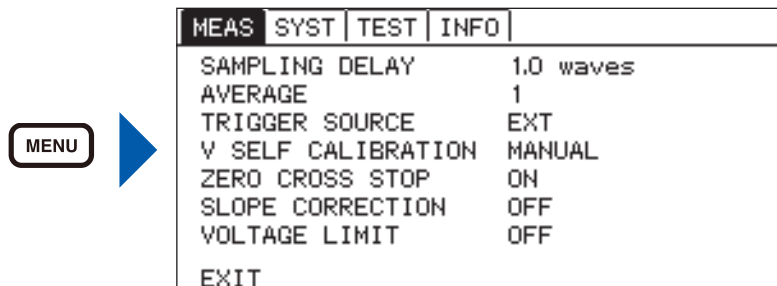 MENU
MEAS SYST TEST INFO
SAMPLING DELAY 1.0 waves
AVERAGE 1
TRIGGER SOURCE EXT
V SELF CALIBRATION MANUAL
ZERO CROSS STOP ON
SLOPE CORRECTION OFF
VOLTAGE LIMIT OFF
EXIT